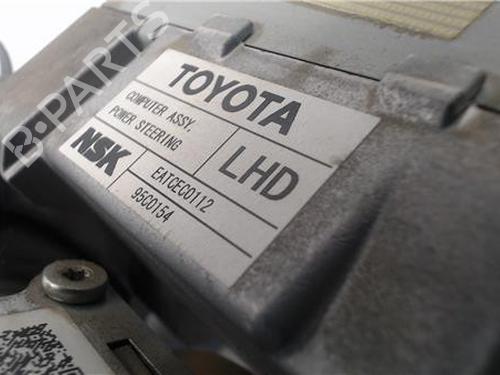 TOYOTA
COMPUTER ASSY,
POWER STEERING
LHD
NSK
EATCEC0112
95C0154
B-PARTS